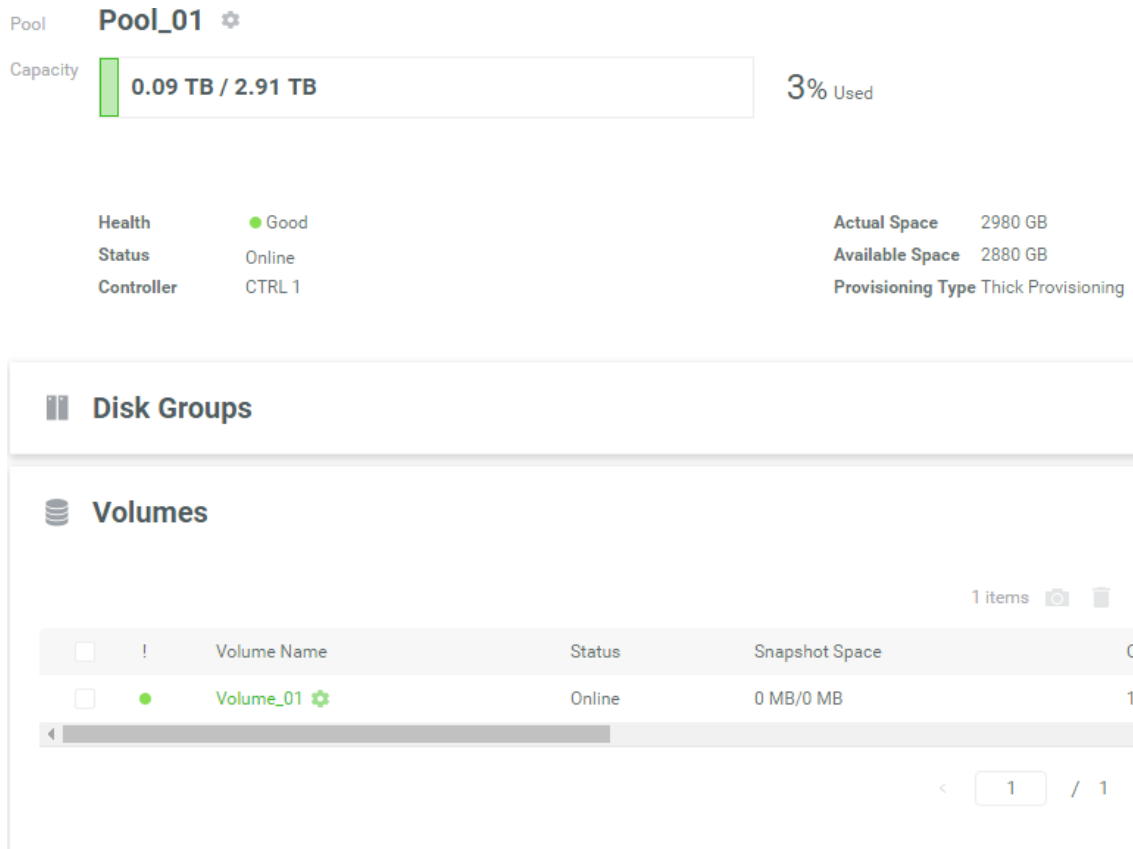 Pool Pool_01
Capacity 0.09 TB / 2.91 TB 3% Used
Health Good Actual Space 2980 GB
Status Online Available Space 2880 GB
Controller CTRL 1 Provisioning Type Thick Provisioning
Disk Groups
Volumes
1 items
! Volume Name Status Snapshot Space
Volume_01 Online 0 MB/0 MB 1
< 1 / 1